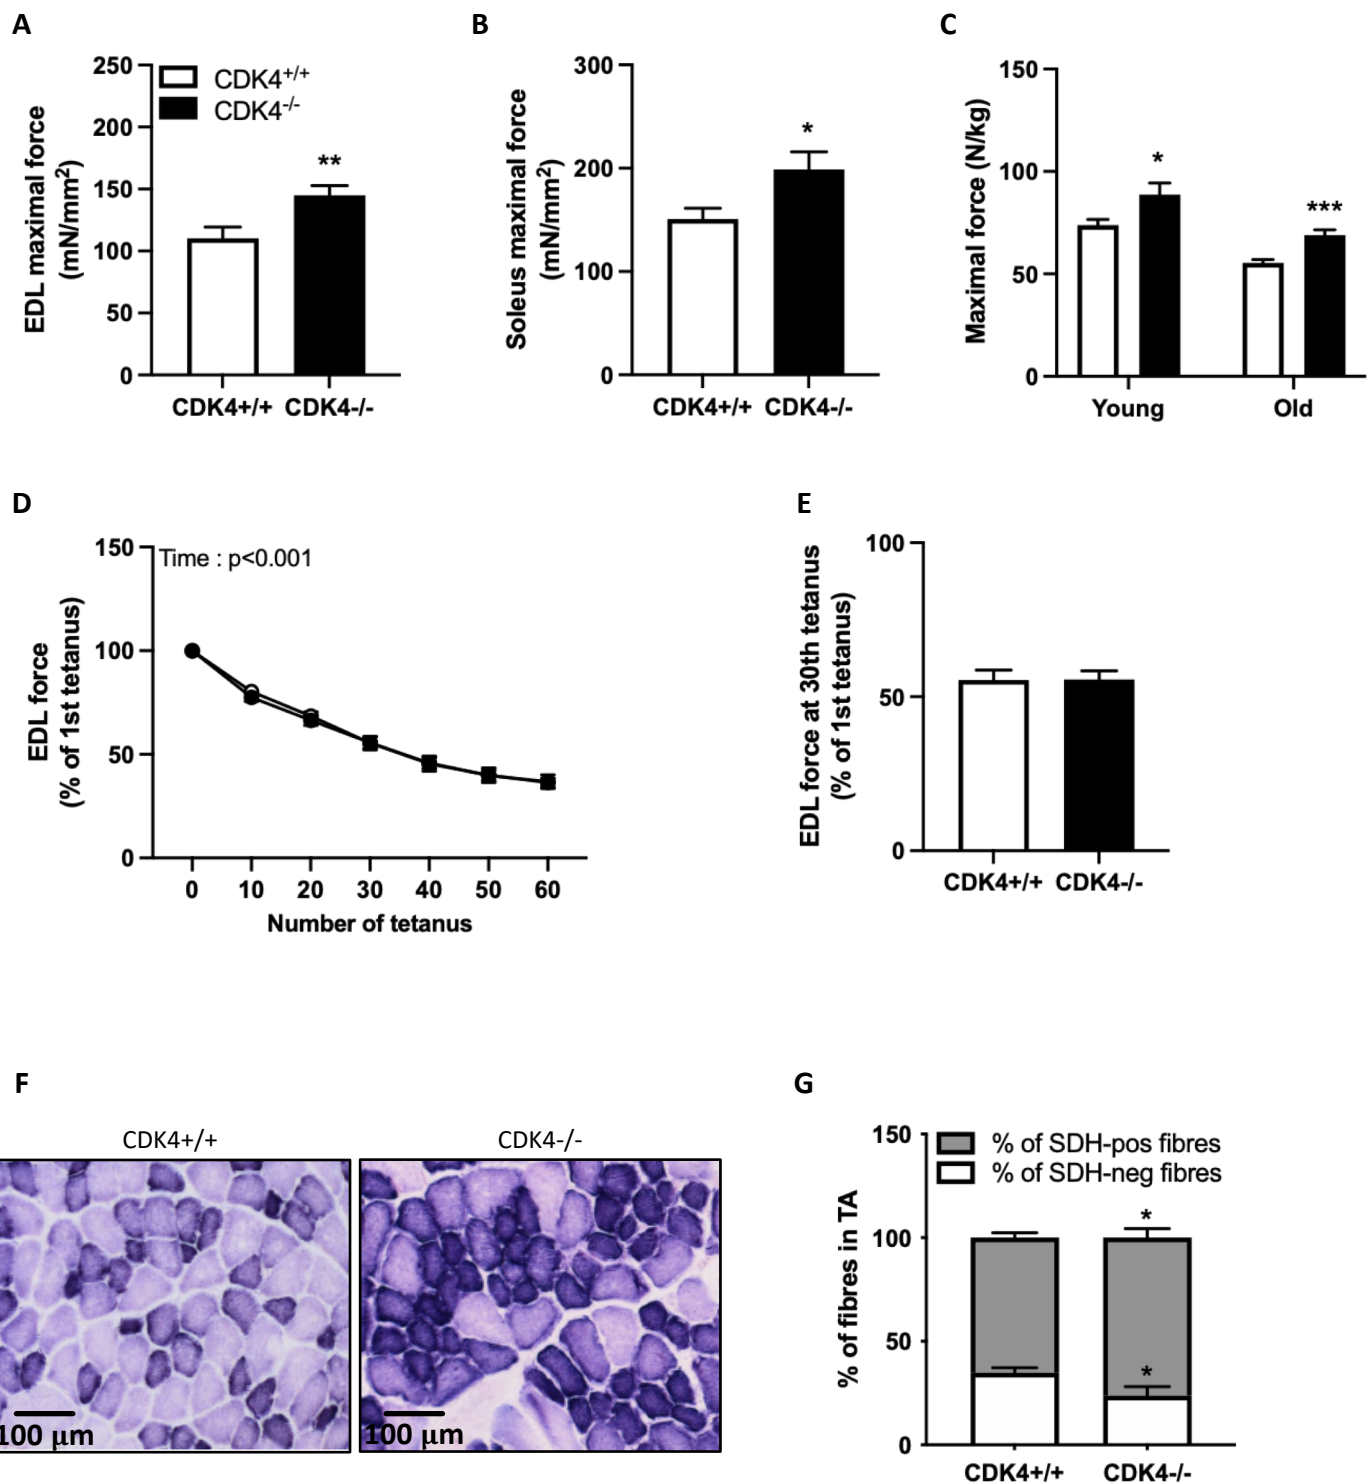 A
EDL maximal force
(mN/mm²)
250
200
150
100
50
0
CDK4+/+
CDK4-/-
**
CDK4+/+ CDK4-/-
B
Soleus maximal force
(mN/mm²)
300
200
100
0
*
CDK4+/+ CDK4-/-
C
Maximal force (N/kg)
150
100
50
0
*
***
Young Old
D
EDL force
(% of 1st tetanus)
150
100
50
0
Time : p<0.001
0 10 20 30 40 50 60
Number of tetanus
E
EDL force at 30th tetanus
(% of 1st tetanus)
100
50
0
CDK4+/+ CDK4-/-
F
CDK4+/+ CDK4-/-
100 μm
100 μm
G
% of fibres in TA
150
100
50
0
% of SDH-pos fibres
% of SDH-neg fibres
*
*
CDK4+/+ CDK4-/-